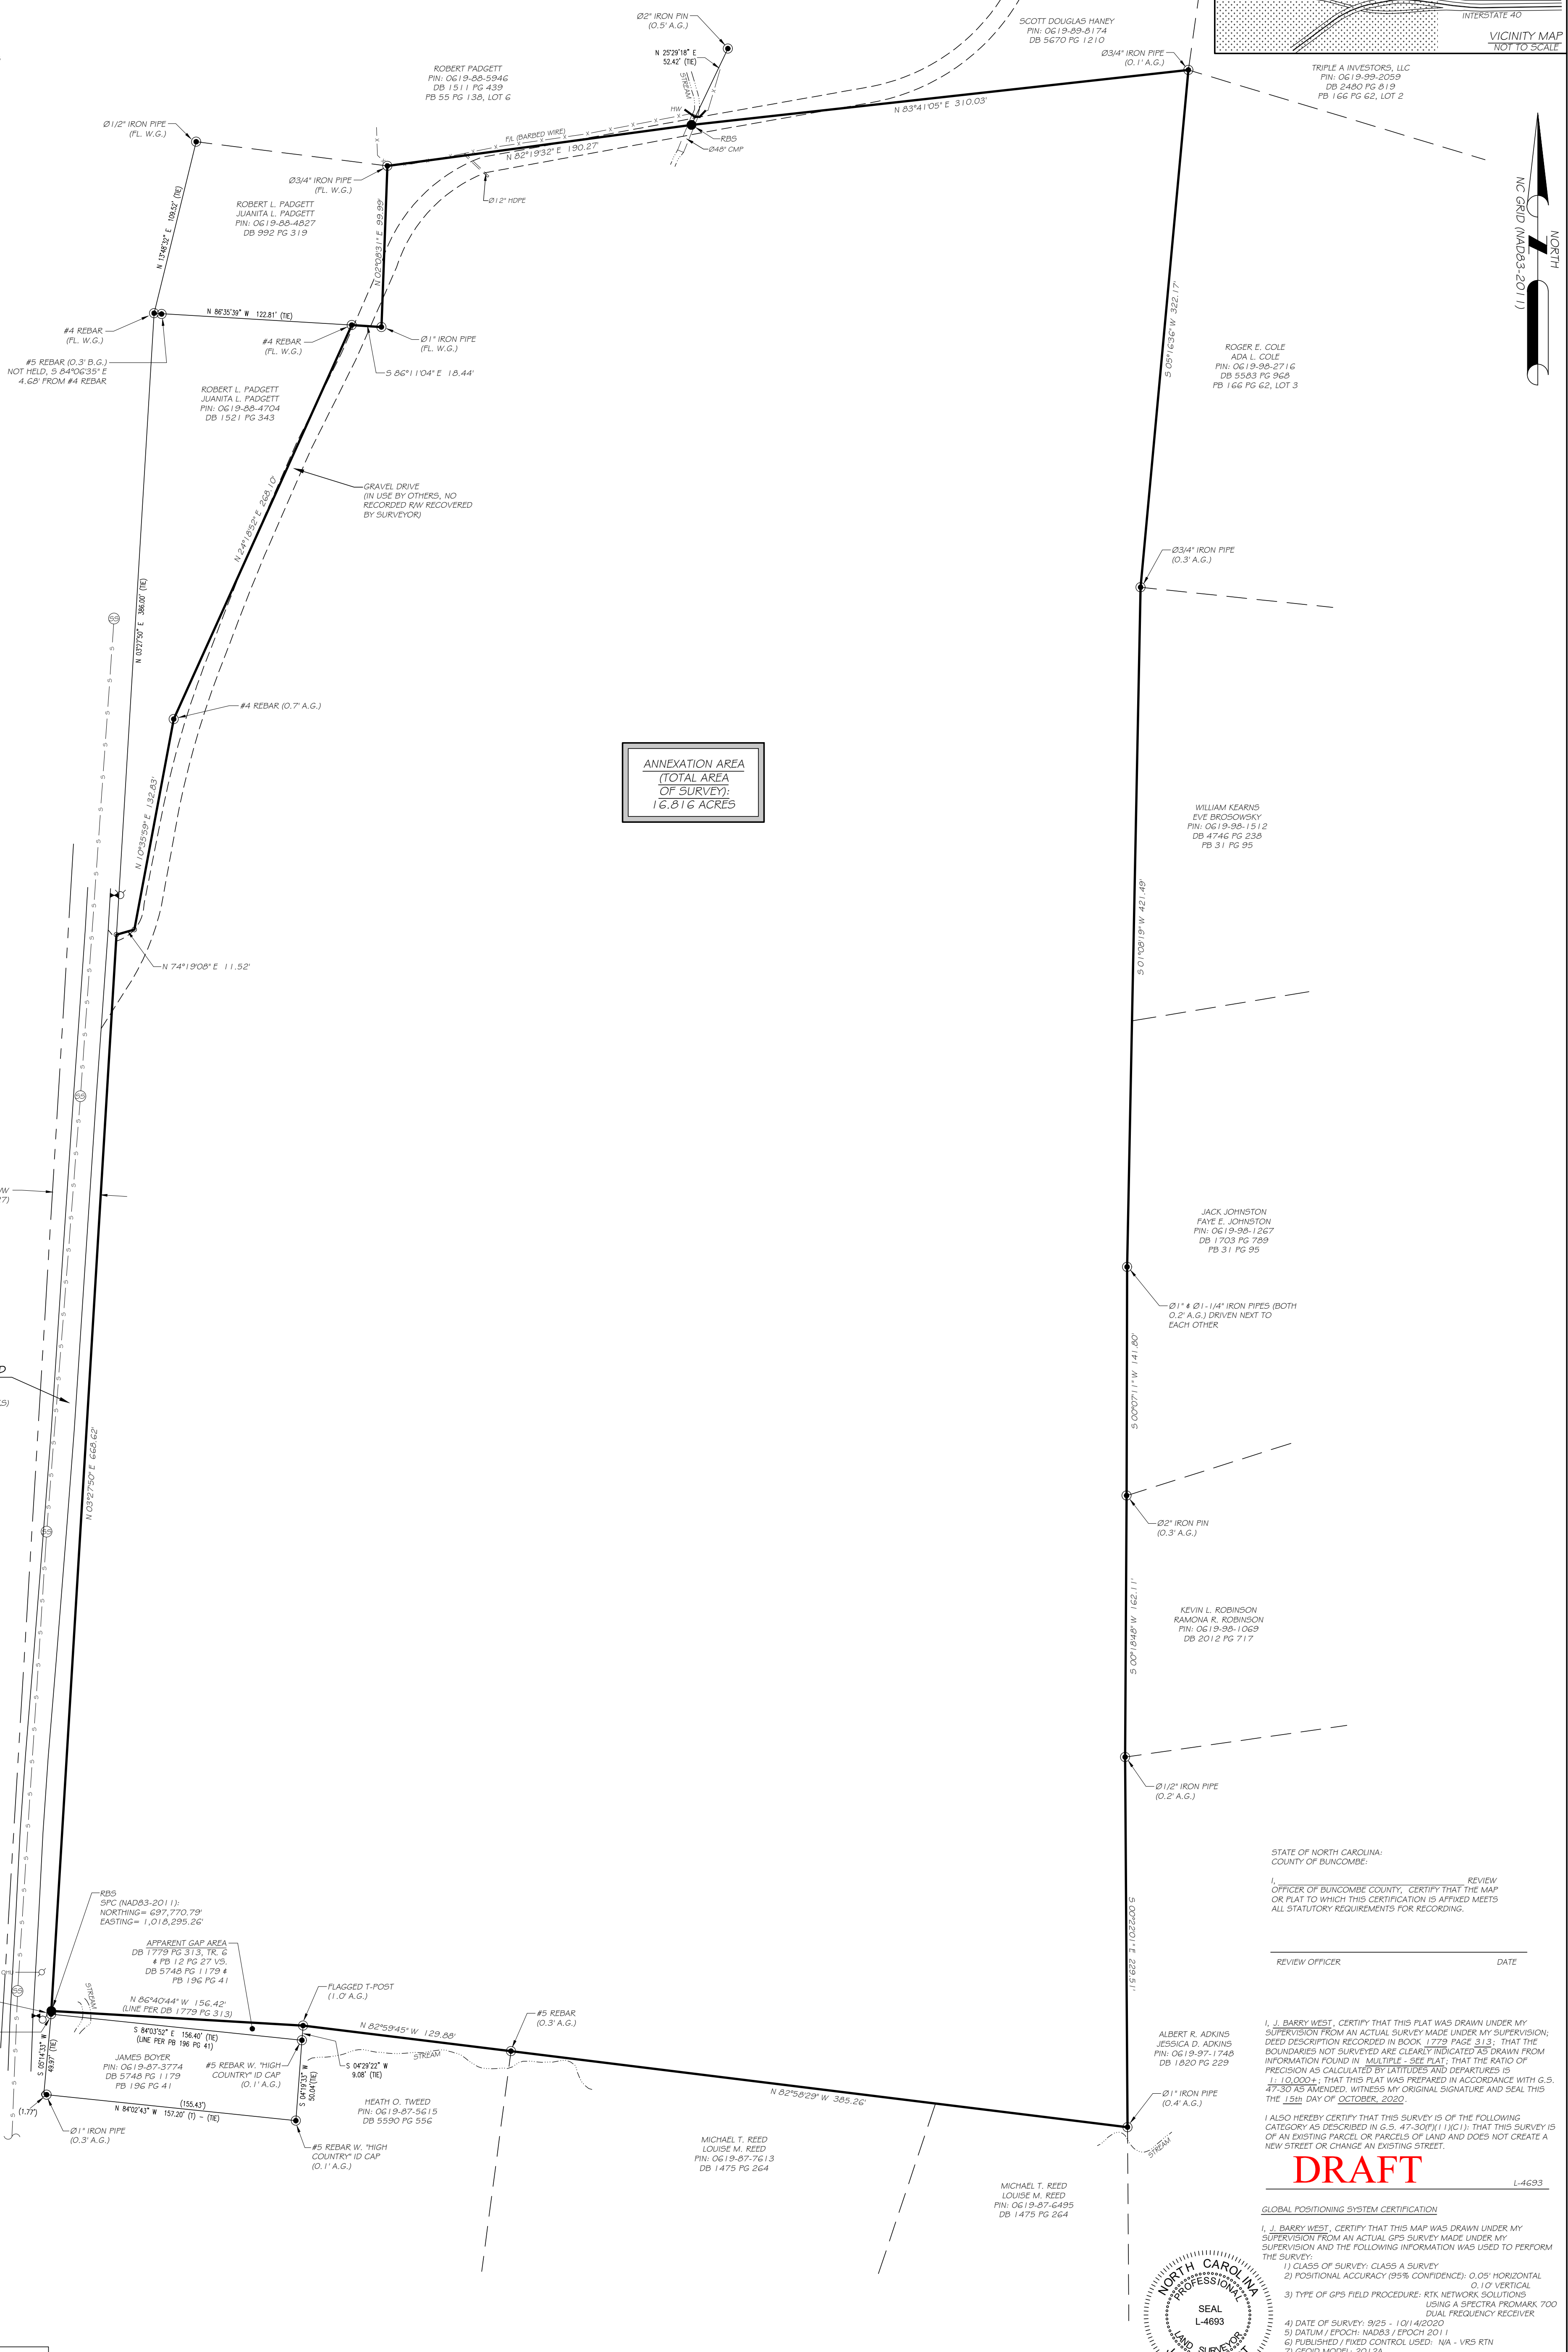 INTERSTATE 40
VICINITY MAP
NOT TO SCALE
Ø2" IRON PIN
(0.5' A.G.)
N 25°29'18" E
52.42' (TIE)
STREAM
HW
SCOTT DOUGLAS HANEY
PIN: 0619-89-8174
DB 5670 PG 1210
Ø3/4" IRON PIPE
(0.1' A.G.)
TRIPLE A INVESTORS, LLC
PIN: 0619-99-2059
DB 2480 PG 819
PB 166 PG 62, LOT 2
ROBERT PADGETT
PIN: 0619-88-5946
DB 1511 PG 439
PB 55 PG 138, LOT 6
N 83°41'05" E 310.03'
Ø1/2" IRON PIPE
(FL. W.G.)
P/L (BARBED WIRE)
N 82°19'32" E 190.27'
RBS
Ø48" CMP
Ø3/4" IRON PIPE
(FL. W.G.)
Ø12" HDPE
NORTH
NC GRID (NAD83-2011)
N 13°48'32" E 109.52' (TIE)
ROBERT L. PADGETT
JUANITA L. PADGETT
PIN: 0619-88-4827
DB 992 PG 319
N 02°08'31" E 99.99'
N 86°35'39" W 122.81' (TIE)
#4 REBAR
(FL. W.G.)
#4 REBAR
(FL. W.G.)
Ø1" IRON PIPE
(FL. W.G.)
#5 REBAR (0.3' B.G.)
NOT HELD, S 84°06'35" E
4.68' FROM #4 REBAR
S 86°11'04" E 18.44'
S 05°16'36" W 322.17'
ROGER E. COLE
ADA L. COLE
PIN: 0619-98-2716
DB 5583 PG 968
PB 166 PG 62, LOT 3
ROBERT L. PADGETT
JUANITA L. PADGETT
PIN: 0619-88-4704
DB 1521 PG 343
GRAVEL DRIVE
(IN USE BY OTHERS, NO
RECORDED R/W RECOVERED
BY SURVEYOR)
N 24°18'52" E 268.10'
Ø3/4" IRON PIPE
(0.3' A.G.)
N 03°27'50" E 386.00' (TIE)
SS
#4 REBAR (0.7' A.G.)
ANNEXATION AREA
(TOTAL AREA
OF SURVEY):
16.816 ACRES
N 10°35'59" E 132.83'
WILLIAM KEARNS
EVE BROSOWSKY
PIN: 0619-98-1512
DB 4746 PG 238
PB 31 PG 95
S 01°08'19" W 421.49'
N 74°19'08" E 11.52'
SS
JACK JOHNSTON
FAYE E. JOHNSTON
PIN: 0619-98-1267
DB 1703 PG 789
PB 31 PG 95
Ø1" & Ø1-1/4" IRON PIPES (BOTH
0.2' A.G.) DRIVEN NEXT TO
EACH OTHER
S 00°07'11" W 141.80'
N 03°27'50" E 668.62'
Ø2" IRON PIN
(0.3' A.G.)
SS
S 00°18'48" W 162.11'
KEVIN L. ROBINSON
RAMONA R. ROBINSON
PIN: 0619-98-1069
DB 2012 PG 717
Ø1/2" IRON PIPE
(0.2' A.G.)
STATE OF NORTH CAROLINA:
COUNTY OF BUNCOMBE:
I, REVIEW
OFFICER OF BUNCOMBE COUNTY, CERTIFY THAT THE MAP
OR PLAT TO WHICH THIS CERTIFICATION IS AFFIXED MEETS
ALL STATUTORY REQUIREMENTS FOR RECORDING.
REVIEW OFFICER DATE
RBS
SPC (NAD83-2011):
NORTHING= 697,770.79'
EASTING= 1,018,295.26'
APPARENT GAP AREA
DB 1779 PG 313, TR. 6
& PB 12 PG 27 VS.
DB 5748 PG 1179 &
PB 196 PG 41
SS
STREAM
N 86°40'44" W 156.42'
(LINE PER DB 1779 PG 313)
S 84°03'52" E 156.40' (TIE)
(LINE PER PB 196 PG 41)
FLAGGED T-POST
(1.0' A.G.)
N 82°59'45" W 129.88'
#5 REBAR
(0.3' A.G.)
S 00°22'01" E 229.51'
S 05°14'33" W
49.97' (TIE)
JAMES BOYER
PIN: 0619-87-3774
DB 5748 PG 1179
PB 196 PG 41
#5 REBAR W. "HIGH
COUNTRY" ID CAP
(0.1' A.G.)
S 04°19'33" W
50.04'(TIE)
S 04°29'22" W
9.08' (TIE)
STREAM
HEATH O. TWEED
PIN: 0619-87-5615
DB 5590 PG 556
N 82°58'29" W 385.26'
ALBERT R. ADKINS
JESSICA D. ADKINS
PIN: 0619-97-1748
DB 1820 PG 229
Ø1" IRON PIPE
(0.4' A.G.)
(1.77')
(155.43')
N 84°02'43" W 157.20' (T) - (TIE)
Ø1" IRON PIPE
(0.3' A.G.)
#5 REBAR W. "HIGH
COUNTRY" ID CAP
(0.1' A.G.)
MICHAEL T. REED
LOUISE M. REED
PIN: 0619-87-7613
DB 1475 PG 264
STREAM
MICHAEL T. REED
LOUISE M. REED
PIN: 0619-87-6495
DB 1475 PG 264
I, J. BARRY WEST, CERTIFY THAT THIS PLAT WAS DRAWN UNDER MY
SUPERVISION FROM AN ACTUAL SURVEY MADE UNDER MY SUPERVISION;
DEED DESCRIPTION RECORDED IN BOOK 1779 PAGE 313; THAT THE
BOUNDARIES NOT SURVEYED ARE CLEARLY INDICATED AS DRAWN FROM
INFORMATION FOUND IN MULTIPLE - SEE PLAT; THAT THE RATIO OF
PRECISION AS CALCULATED BY LATITUDES AND DEPARTURES IS
1: 10,000+; THAT THIS PLAT WAS PREPARED IN ACCORDANCE WITH G.S.
47-30 AS AMENDED. WITNESS MY ORIGINAL SIGNATURE AND SEAL THIS
THE 15th DAY OF OCTOBER, 2020.
I ALSO HEREBY CERTIFY THAT THIS SURVEY IS OF THE FOLLOWING
CATEGORY AS DESCRIBED IN G.S. 47-30(F)(11)(C1): THAT THIS SURVEY IS
OF AN EXISTING PARCEL OR PARCELS OF LAND AND DOES NOT CREATE A
NEW STREET OR CHANGE AN EXISTING STREET.
DRAFT
L-4693
GLOBAL POSITIONING SYSTEM CERTIFICATION
I, J. BARRY WEST, CERTIFY THAT THIS MAP WAS DRAWN UNDER MY
SUPERVISION FROM AN ACTUAL GPS SURVEY MADE UNDER MY
SUPERVISION AND THE FOLLOWING INFORMATION WAS USED TO PERFORM
THE SURVEY:
1) CLASS OF SURVEY: CLASS A SURVEY
2) POSITIONAL ACCURACY (95% CONFIDENCE): 0.05' HORIZONTAL
0.10' VERTICAL
3) TYPE OF GPS FIELD PROCEDURE: RTK NETWORK SOLUTIONS
USING A SPECTRA PROMARK 700
DUAL FREQUENCY RECEIVER
4) DATE OF SURVEY: 9/25 - 10/14/2020
5) DATUM / EPOCH: NAD83 / EPOCH 2011
6) PUBLISHED / FIXED CONTROL USED: N/A - VRS RTN
7) GEOID MODEL: 2012A
NORTH CAROLINA
PROFESSIONAL
SEAL
L-4693
LAND SURVEYOR